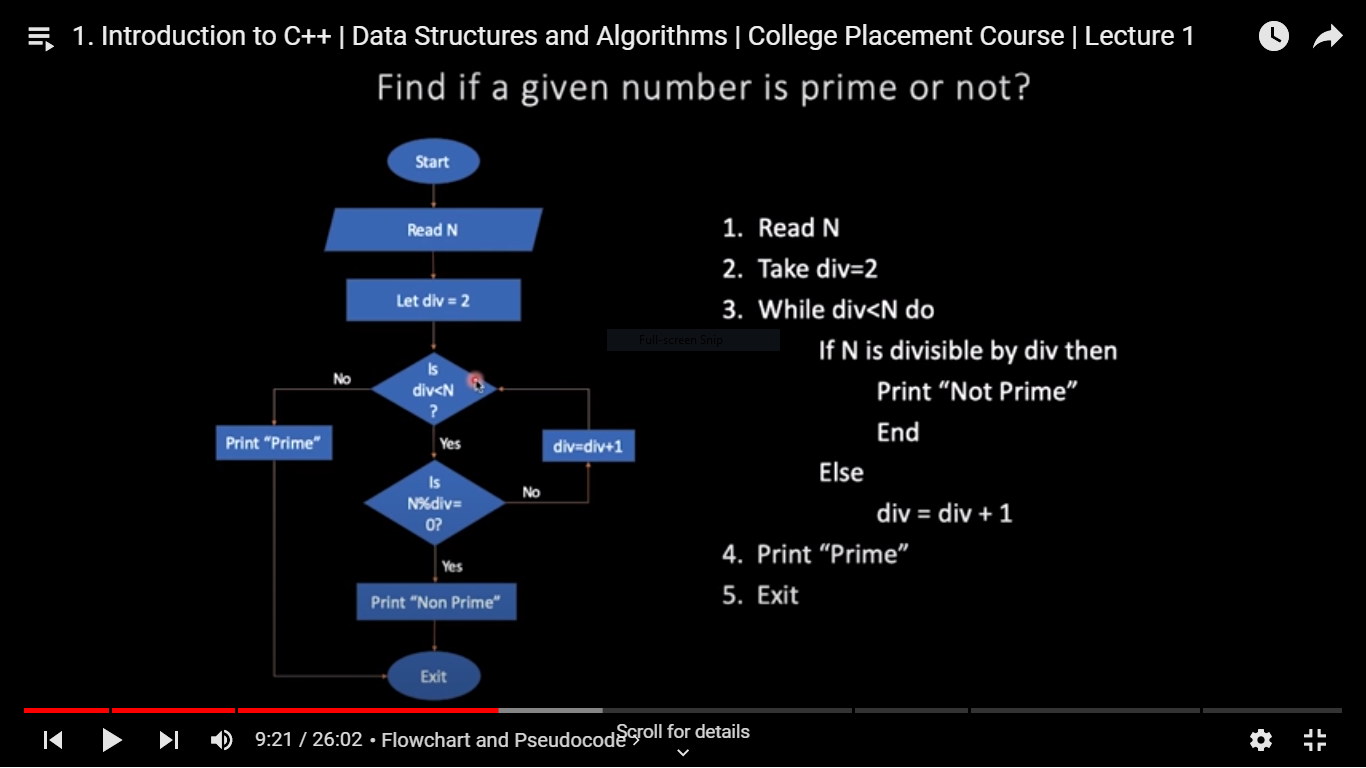 1. Introduction to C++ | Data Structures and Algorithms | College Placement Course | Lecture 1
Find if a given number is prime or not?
Start
Read N
Let div = 2
Is
div<N
?
No
Yes
Print “Prime”
div=div+1
Is
N%div=
0?
No
Yes
Print “Non Prime”
Exit
1. Read N
2. Take div=2
3. While div<N do
If N is divisible by div then
Print “Not Prime”
End
Else
div = div + 1
4. Print “Prime”
5. Exit
Full-screen Snip
9:21 / 26:02 • Flowchart and Pseudocode >
Scroll for details